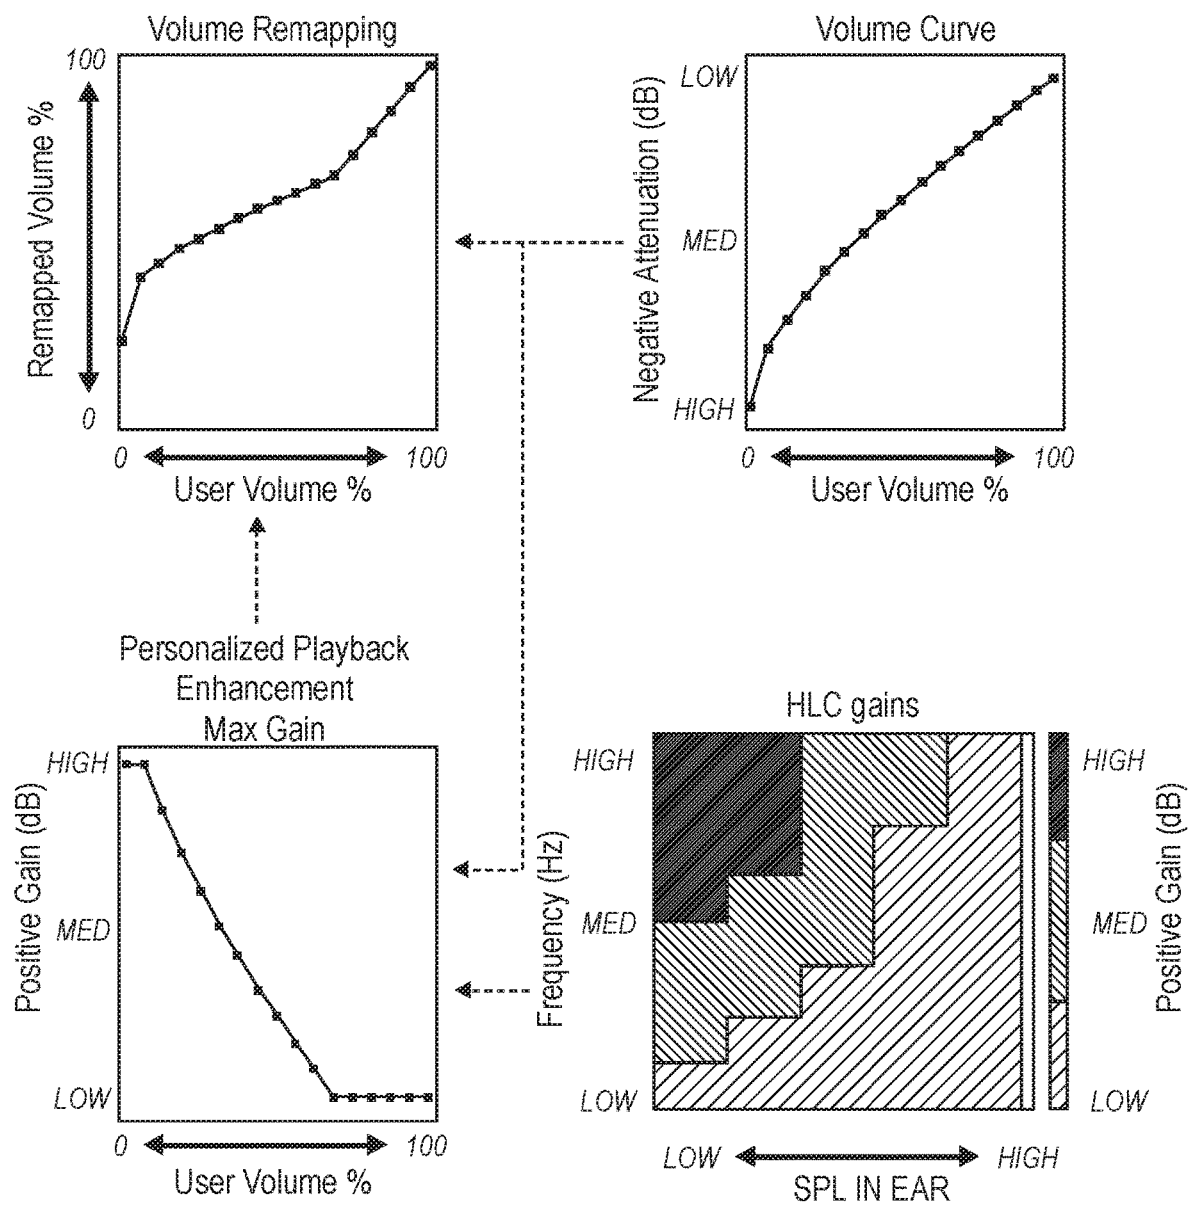 Volume Remapping
100
Remapped Volume %
0
0
100
User Volume %
Volume Curve
LOW
Negative Attenuation (dB)
MED
HIGH
0
100
User Volume %
Personalized Playback
Enhancement
Max Gain
HIGH
Positive Gain (dB)
MED
LOW
0
100
User Volume %
HLC gains
HIGH
Frequency (Hz)
MED
LOW
LOW
HIGH
SPL IN EAR
HIGH
MED
Positive Gain (dB)
LOW